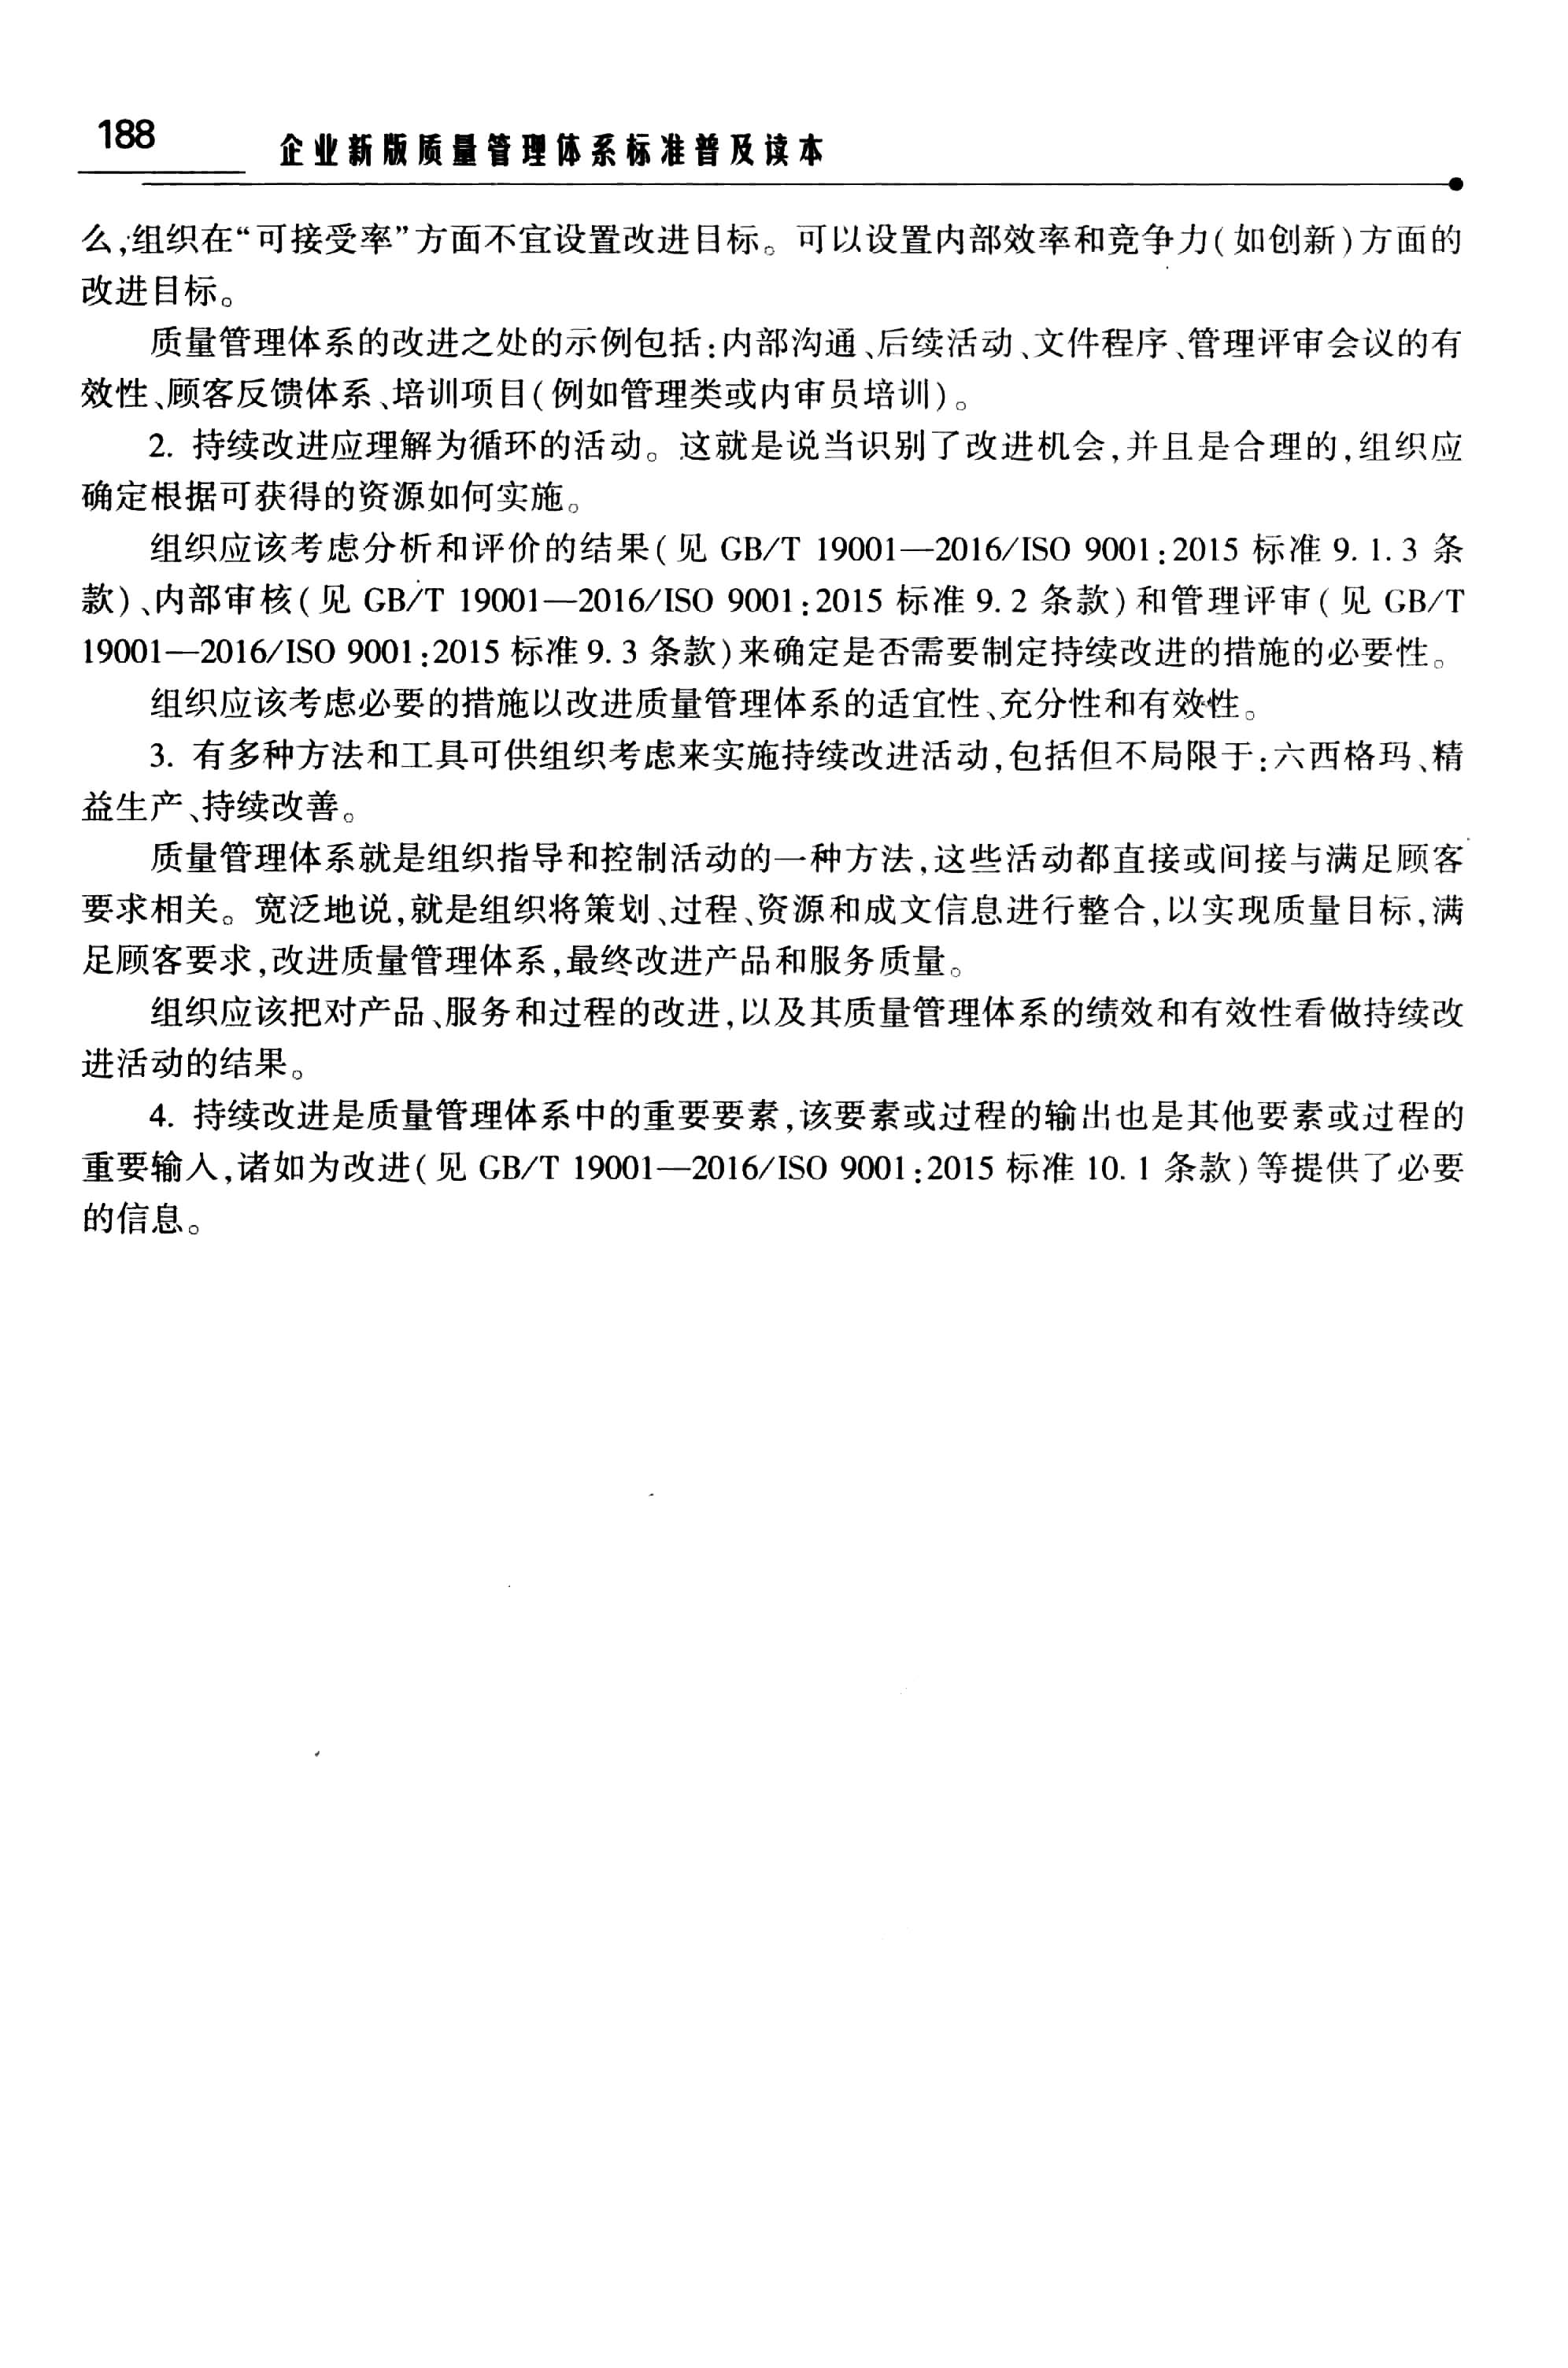 188
企业新版质量管理体系标准普及读本
么,组织在“可接受率”方面不宜设置改进目标。可以设置内部效率和竞争力(如创新)方面的
改进目标。
质量管理体系的改进之处的示例包括:内部沟通、后续活动、文件程序、管理评审会议的有
效性、顾客反馈体系、培训项目(例如管理类或内审员培训)。
2. 持续改进应理解为循环的活动。这就是说当识别了改进机会,并且是合理的,组织应
确定根据可获得的资源如何实施。
组织应该考虑分析和评价的结果(见 GB/T 19001—2016/ISO 9001:2015 标准 9. 1. 3 条
款)、内部审核(见 GB/T 19001—2016/ISO 9001:2015 标准 9. 2 条款)和管理评审(见 GB/T
19001—2016/ISO 9001:2015 标准 9. 3 条款)来确定是否需要制定持续改进的措施的必要性。
组织应该考虑必要的措施以改进质量管理体系的适宜性、充分性和有效性。
3. 有多种方法和工具可供组织考虑来实施持续改进活动,包括但不局限于:六西格玛、精
益生产、持续改善。
质量管理体系就是组织指导和控制活动的一种方法,这些活动都直接或间接与满足顾客
要求相关。宽泛地说,就是组织将策划、过程、资源和成文信息进行整合,以实现质量目标,满
足顾客要求,改进质量管理体系,最终改进产品和服务质量。
组织应该把对产品、服务和过程的改进,以及其质量管理体系的绩效和有效性看做持续改
进活动的结果。
4. 持续改进是质量管理体系中的重要要素,该要素或过程的输出也是其他要素或过程的
重要输入,诸如为改进(见 GB/T 19001—2016/ISO 9001:2015 标准 10. 1 条款)等提供了必要
的信息。